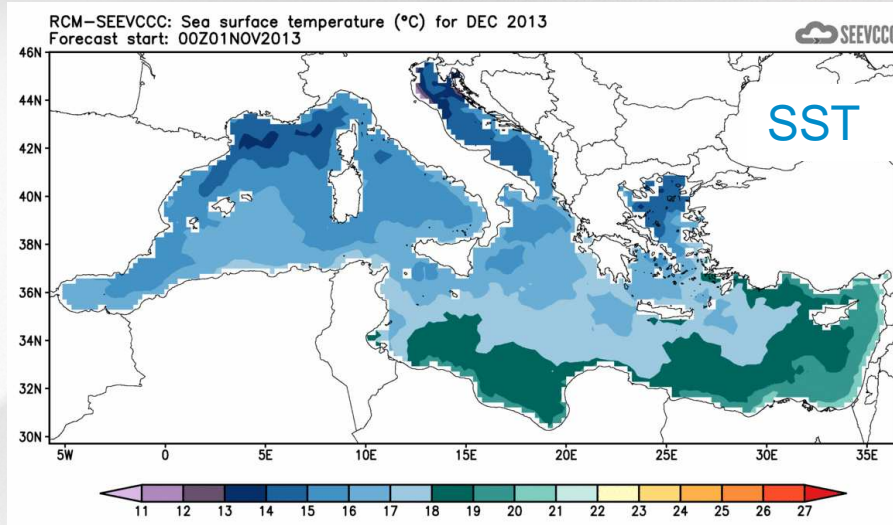 RCM-SEEVCCC: Sea surface temperature (°C) for DEC 2013
Forecast start: 00Z01NOV2013
SEEVCCC
46N
44N
SST
42N
40N
38N
36N
34N
32N
30N
5W 0 5E 10E 15E 20E 25E 30E 35E
11 12 13 14 15 16 17 18 19 20 21 22 23 24 25 26 27